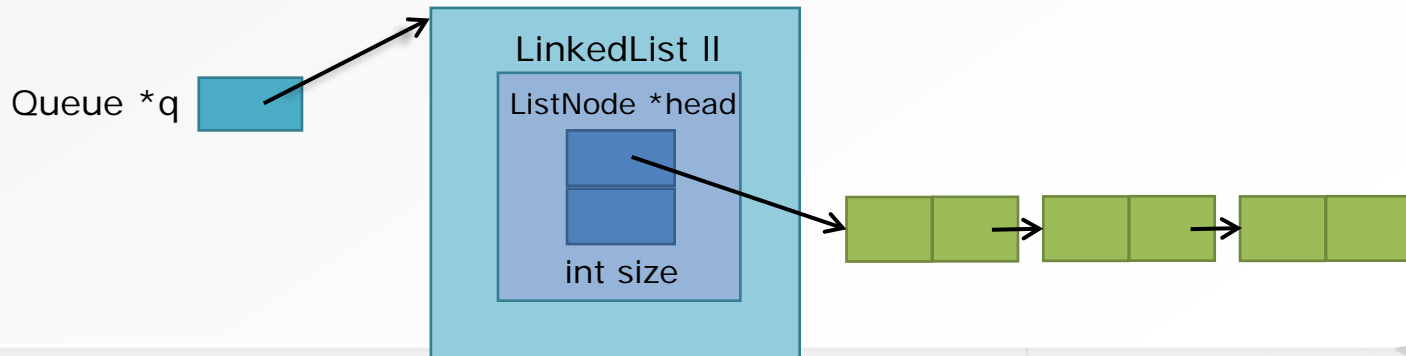 LinkedList ll
Queue *q
ListNode *head
int size